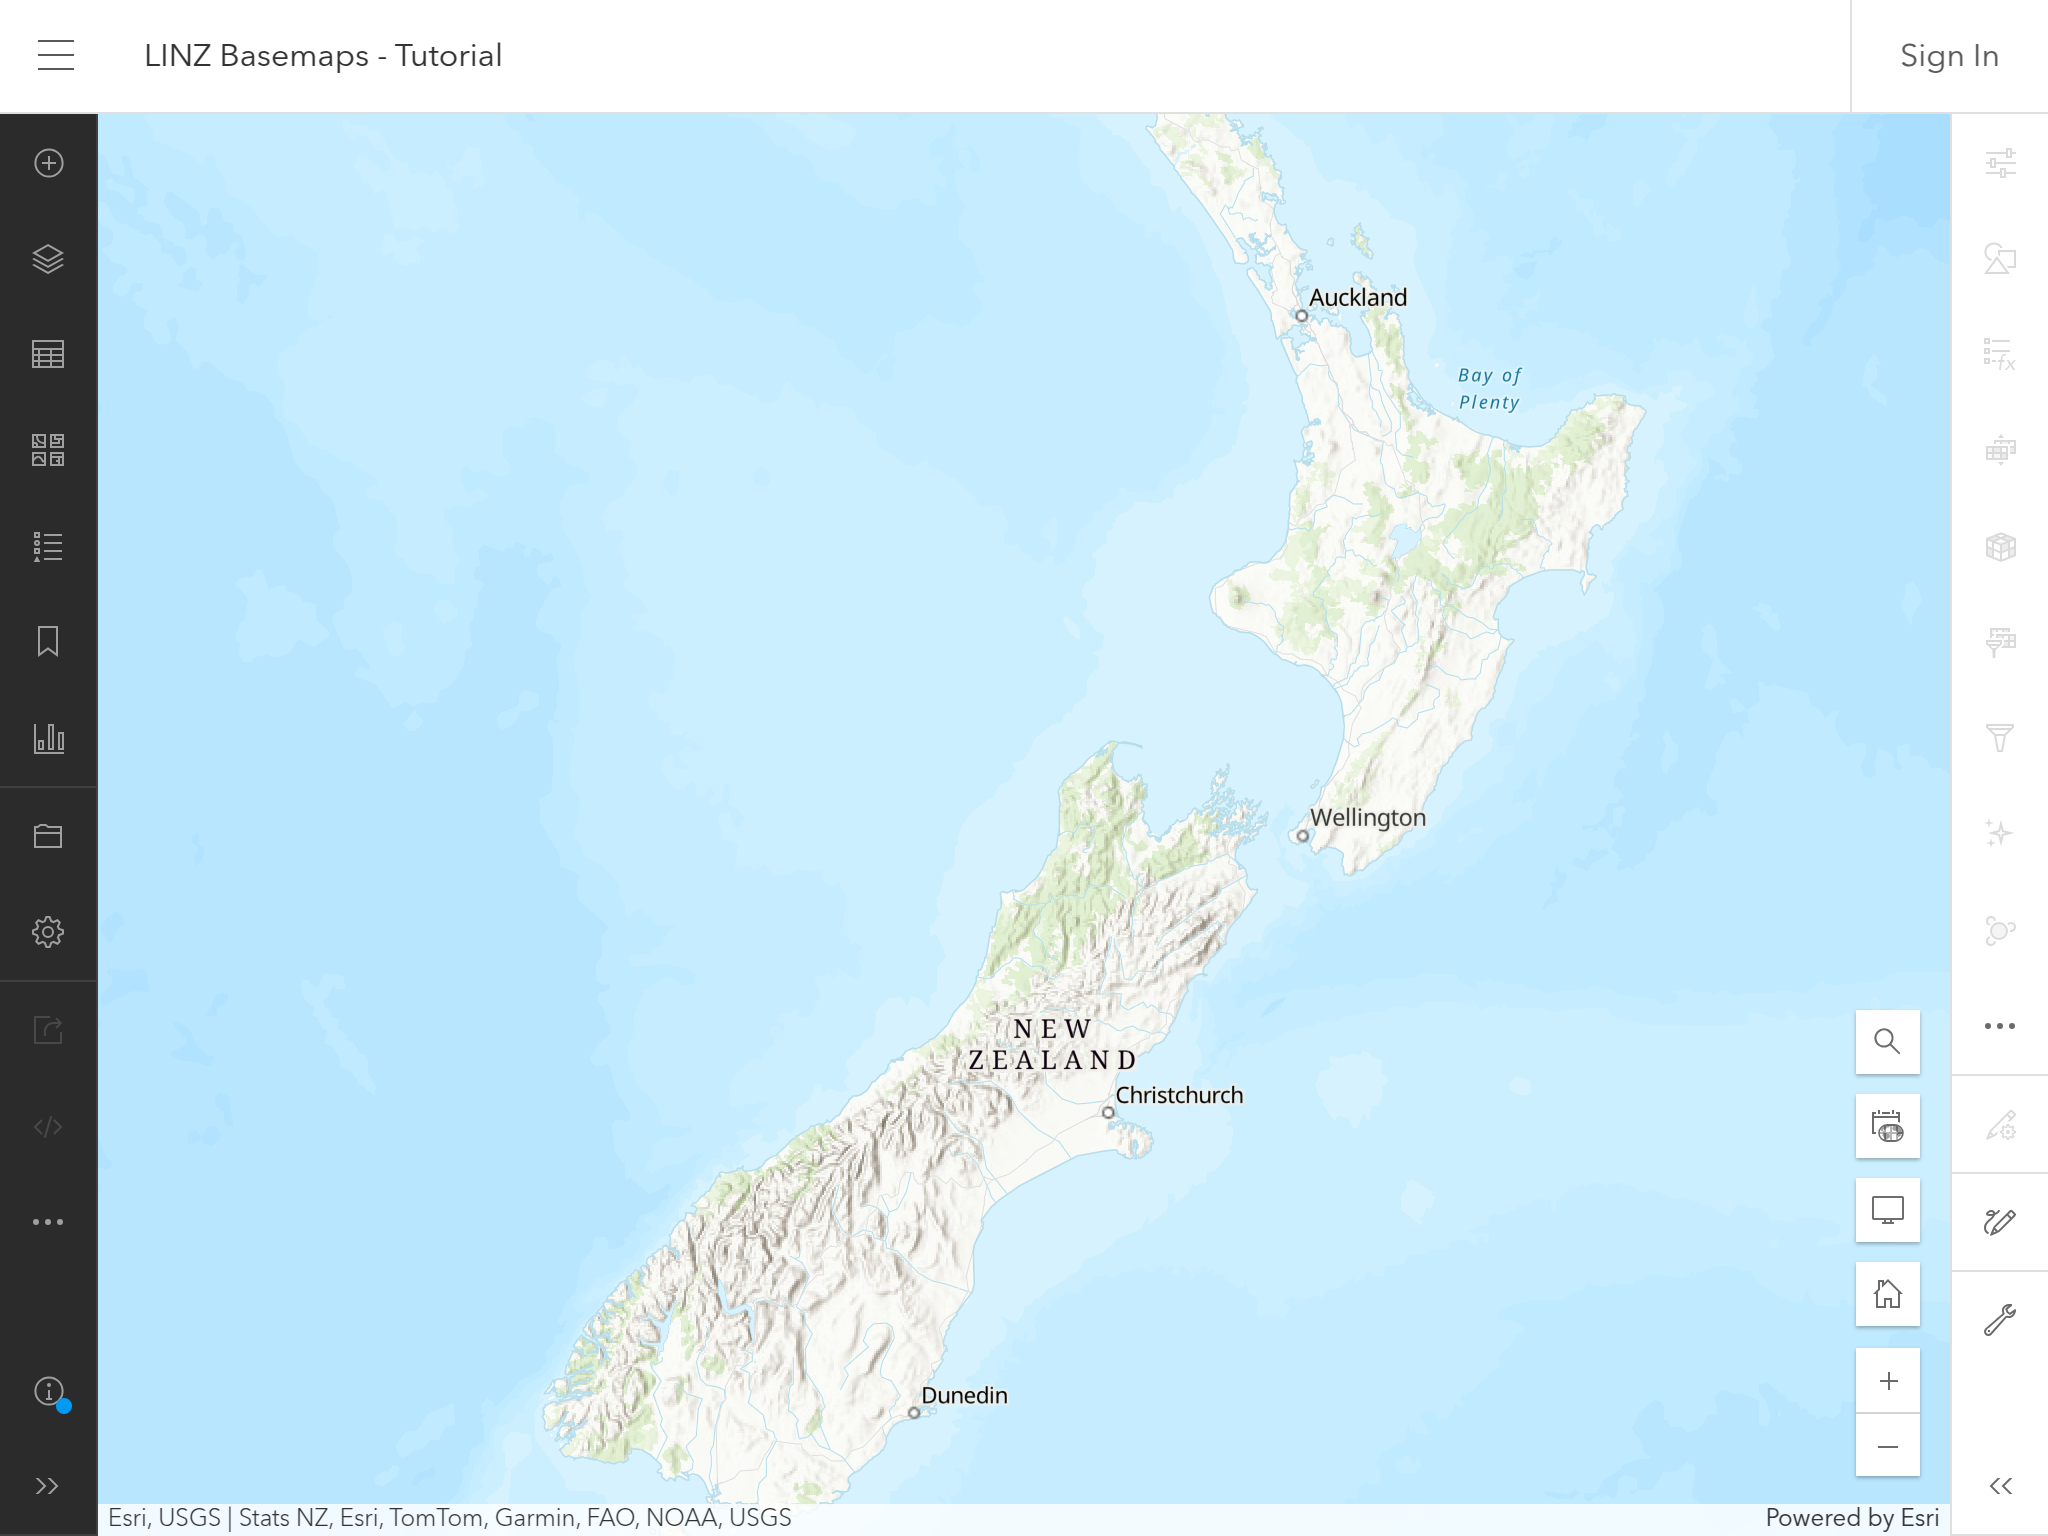 LINZ Basemaps - Tutorial
Sign In
Auckland
Bay of
Plenty
Wellington
NEW
ZEALAND
Christchurch
Dunedin
Esri, USGS | Stats NZ, Esri, TomTom, Garmin, FAO, NOAA, USGS
Powered by Esri